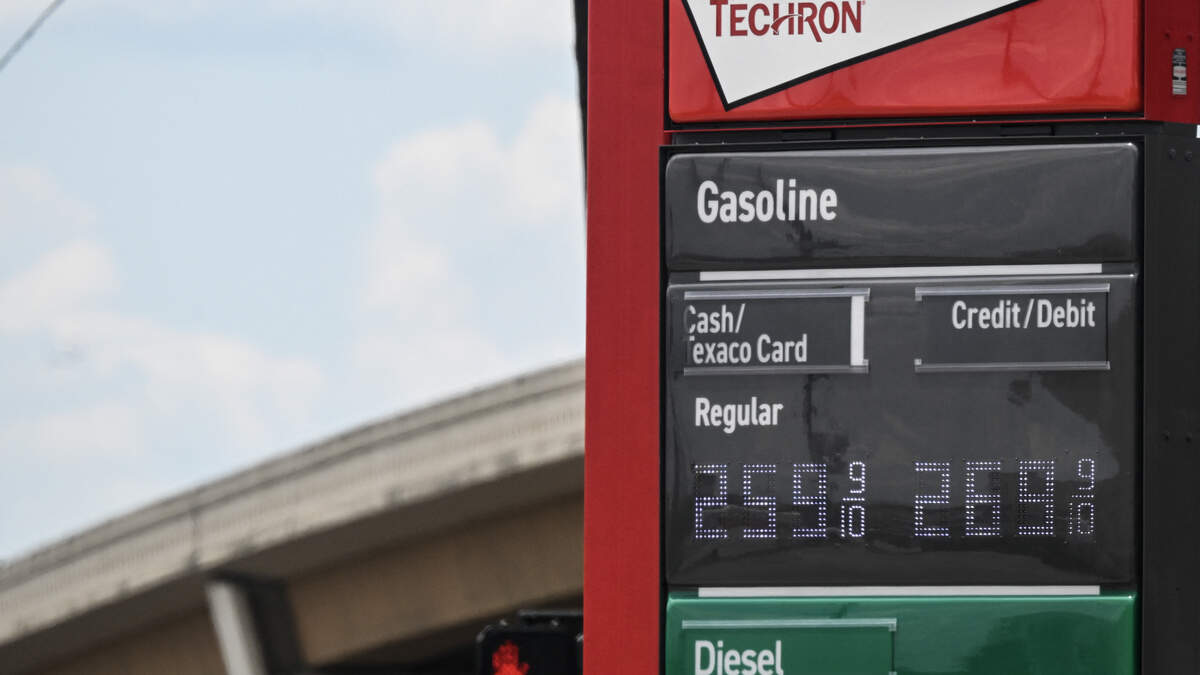 TECHRON
Gasoline
Cash/
Texaco Card
Credit/Debit
Regular
259 9/10 269 9/10
Diesel